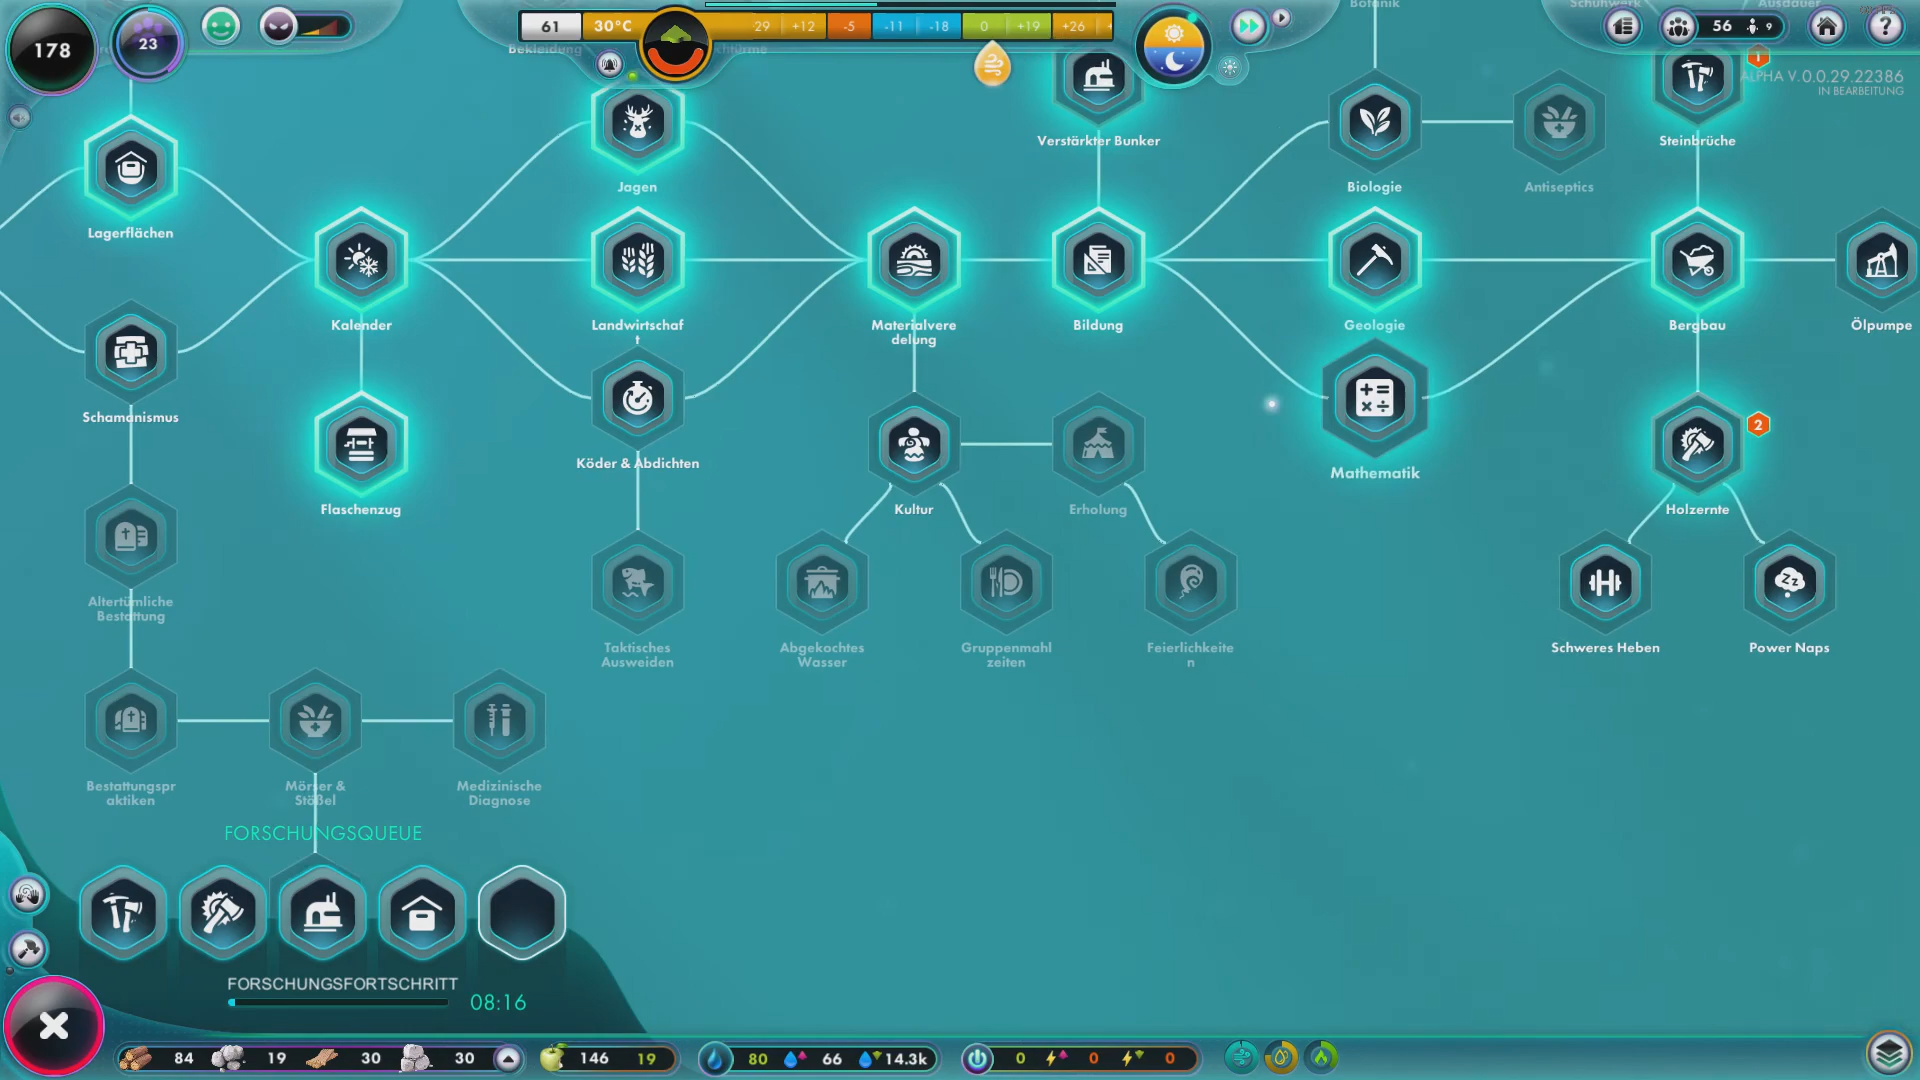 Botanik
Schuhwerk
Ausdauer
178
23
61
30°C
29
+12
-5
-11
-18
0
+19
+26
56
9
Bekleidung
ALPHA V.0.0.29.22386
IN BEARBEITUNG
Verstärkter Bunker
Steinbrüche
Jagen
Biologie
Antiseptics
Lagerflächen
Kalender
Landwirtschaf
t
Materialvere
delung
Bildung
Geologie
Bergbau
Ölpumpe
Schamanismus
2
Köder & Abdichten
Mathematik
Flaschenzug
Kultur
Erholung
Holzernte
Altertümliche
Bestattung
Taktisches
Ausweiden
Abgekochtes
Wasser
Gruppenmahl
zeiten
Feierlichkeite
n
Schweres Heben
Power Naps
Zz
Bestattungspr
aktiken
Mörser &
Stößel
Medizinische
Diagnose
FORSCHUNGSQUEUE
FORSCHUNGSFORTSCHRITT
08:16
84
19
30
30
146
19
80
66
14.3k
0
0
0